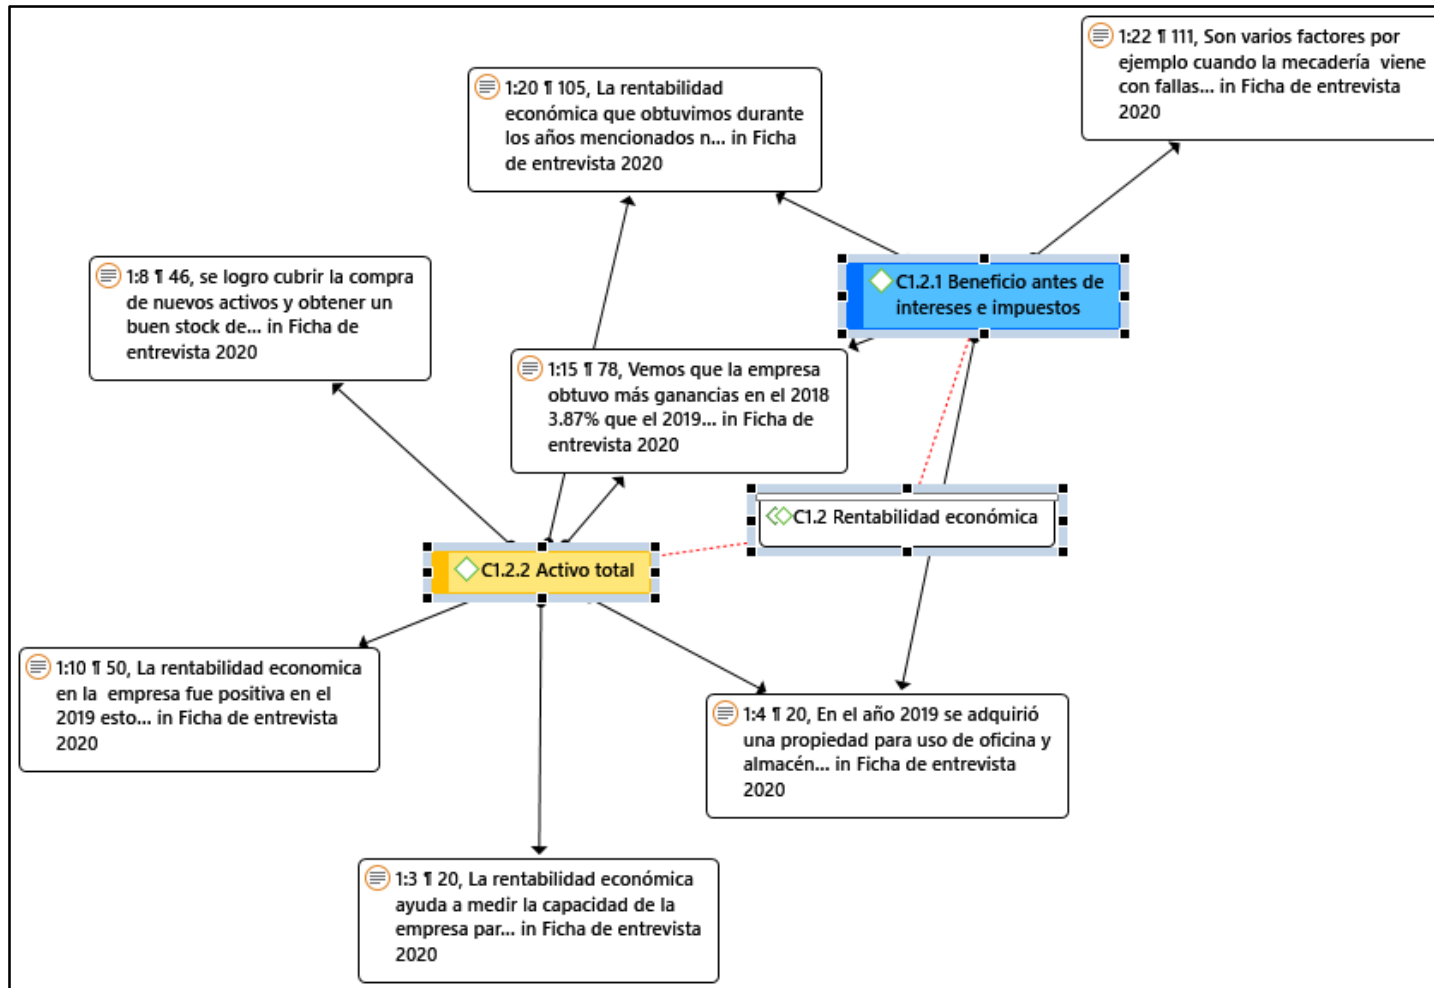 1:22 ¶ 111, Son varios factores por
ejemplo cuando la mecadería viene
con fallas... in Ficha de entrevista
2020
1:20 ¶ 105, La rentabilidad
económica que obtuvimos durante
los años mencionados n... in Ficha
de entrevista 2020
1:8 ¶ 46, se logro cubrir la compra
de nuevos activos y obtener un
buen stock de... in Ficha de
entrevista 2020
C1.2.1 Beneficio antes de
intereses e impuestos
1:15 ¶ 78, Vemos que la empresa
obtuvo más ganancias en el 2018
3.87% que el 2019... in Ficha de
entrevista 2020
C1.2 Rentabilidad económica
C1.2.2 Activo total
1:10 ¶ 50, La rentabilidad economica
en la empresa fue positiva en el
2019 esto... in Ficha de entrevista
2020
1:4 ¶ 20, En el año 2019 se adquirió
una propiedad para uso de oficina y
almacén... in Ficha de entrevista
2020
1:3 ¶ 20, La rentabilidad económica
ayuda a medir la capacidad de la
empresa par... in Ficha de entrevista
2020